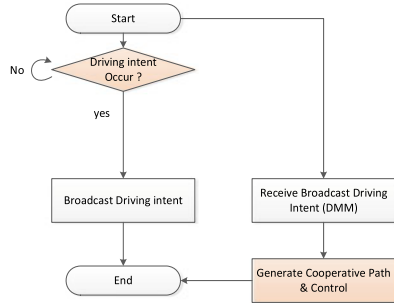 Start
Driving intent
Occur ?
No
yes
Broadcast Driving intent
Receive Broadcast Driving
Intent (DMM)
End
Generate Cooperative Path
& Control